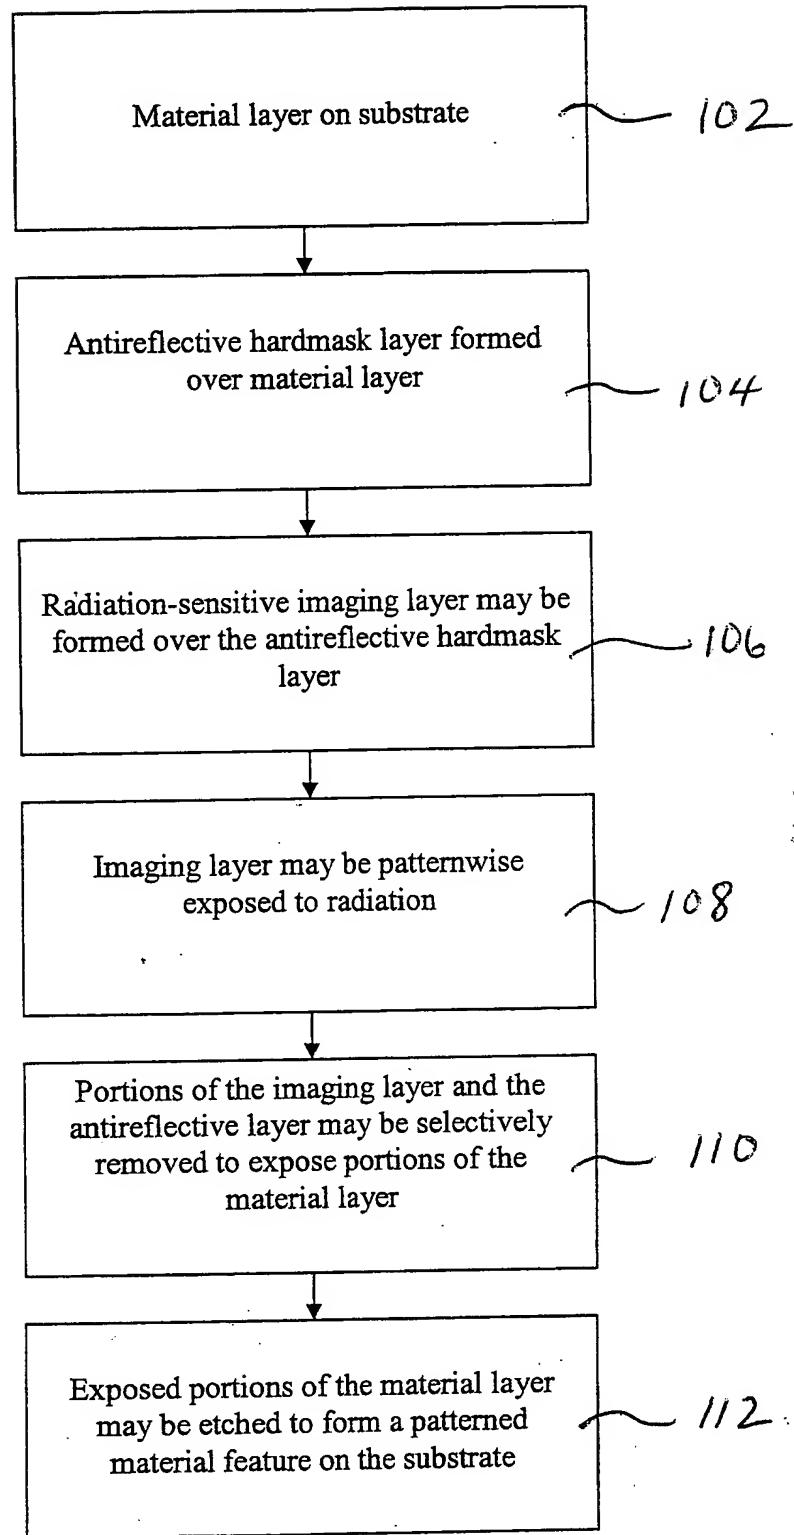 Material layer on substrate
102
Antireflective hardmask layer formed
over material layer
104
Radiation-sensitive imaging layer may be
formed over the antireflective hardmask
layer
106
Imaging layer may be patternwise
exposed to radiation
108
Portions of the imaging layer and the
antireflective layer may be selectively
removed to expose portions of the
material layer
110
Exposed portions of the material layer
may be etched to form a patterned
material feature on the substrate
112